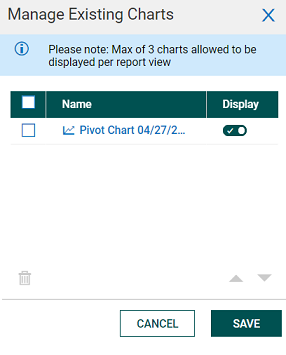 Manage Existing Charts
Please note: Max of 3 charts allowed to be
displayed per report view
Name Display
Pivot Chart 04/27/2...
CANCEL SAVE